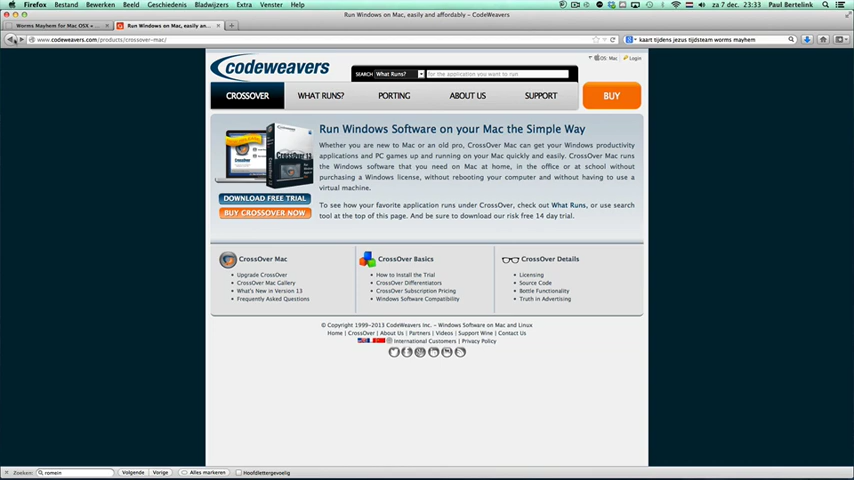 Firefox Bestand Bewerken Beeld Geschiedenis Bladwijzers Extra Venster Help za 7 dec. 23:33 Paul Bertelink
Run Windows on Mac, easily and affordably - CodeWeavers
Worms Mayhem for Mac OSX «... Run Windows on Mac, easily an...
www.codeweavers.com/products/crossover-mac/ kaart tijdens jezus tijdsteam worms mayhem
OS: Mac Login
codeweavers
SEARCH What Runs? for the application you want to run
CROSSOVER WHAT RUNS? PORTING ABOUT US SUPPORT BUY
Run Windows Software on your Mac the Simple Way
Whether you are new to Mac or an old pro, CrossOver Mac can get your Windows productivity
applications and PC games up and running on your Mac quickly and easily. CrossOver Mac runs
the Windows software that you need on Mac at home, in the office or at school without
purchasing a Windows license, without rebooting your computer and without having to use a
virtual machine.
To see how your favorite application runs under CrossOver, check out What Runs, or use search
tool at the top of this page. And be sure to download our risk free 14 day trial.
DOWNLOAD FREE TRIAL
BUY CROSSOVER NOW
CrossOver Mac
Upgrade CrossOver
CrossOver Mac Gallery
What's New in Version 13
Frequently Asked Questions
CrossOver Basics
How to Install the Trial
CrossOver Differentiators
CrossOver Subscription Pricing
Windows Software Compatibility
CrossOver Details
Licensing
Source Code
Bottle Functionality
Truth in Advertising
© Copyright 1999-2013 CodeWeavers Inc. - Windows Software on Mac and Linux
Home | CrossOver | About Us | Partners | Videos | Support Wine | Contact Us
International Customers | Privacy Policy
Zoeken: romein Volgende Vorige Alles markeren Hoofdlettergevoelig